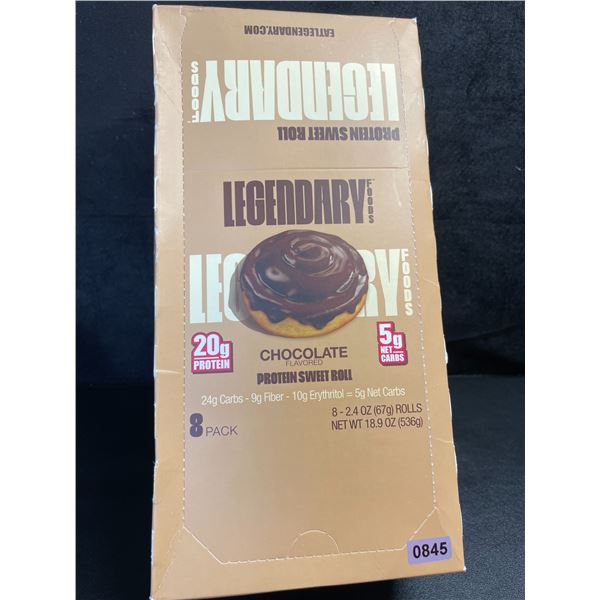 EATLEGENDARY.COM
LEGENDARY FOODS
PROTEIN SWEET ROLL
LEGENDARY FOODS
LEGENDARY FOODS
20g PROTEIN
5g NET CARBS
CHOCOLATE
FLAVORED
PROTEIN SWEET ROLL
24g Carbs - 9g Fiber - 10g Erythritol = 5g Net Carbs
8 PACK
8 - 2.4 OZ (67g) ROLLS
NET WT 18.9 OZ (536g)
0845